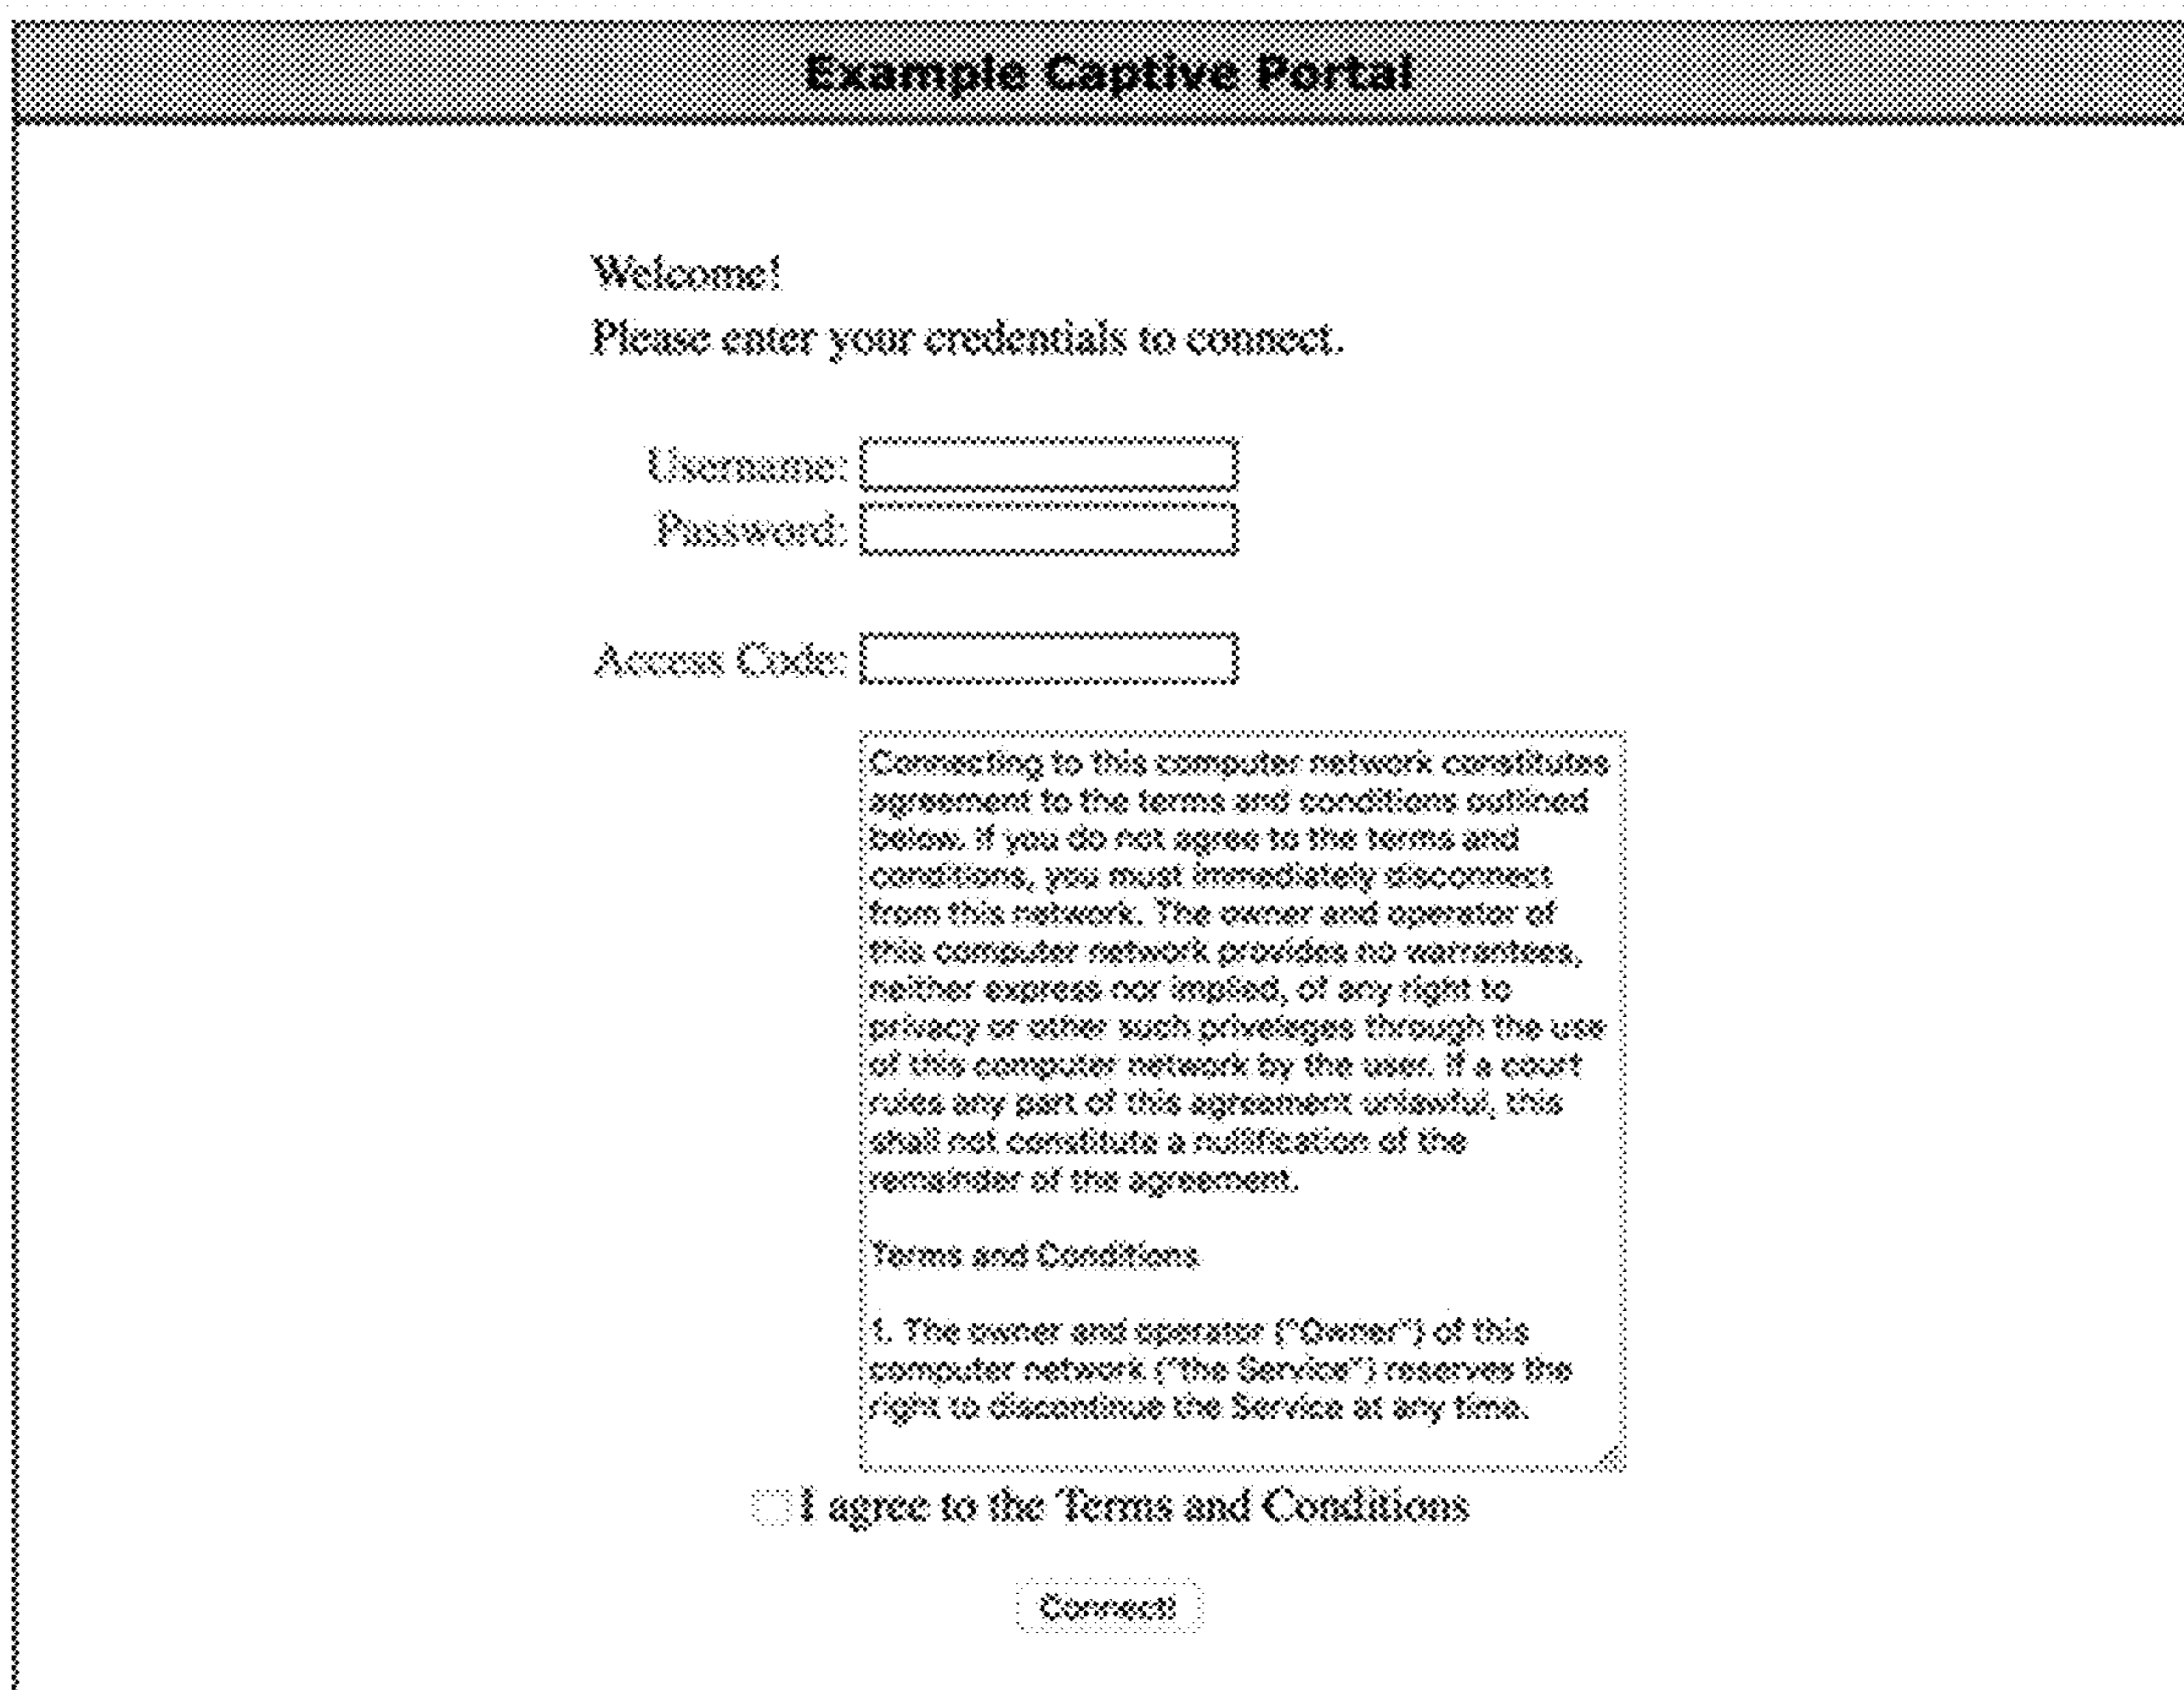 Example Captive Portal
Welcome!
Please enter your credentials to connect.
Username:
Password:
Access Code:
Connecting to this computer network constitutes
agreement to the terms and conditions outlined
below. If you do not agree to the terms and
conditions, you must immediately disconnect
from this network. The owner and operator of
this computer network provides no warrantees,
neither express nor implied, of any right to
privacy or other such priveleges through the use
of this computer network by the user. If a court
rules any part of this agreement unlawful, this
shall not constitute a nullification of the
remainder of the agreement.
Terms and Conditions
1. The owner and operator ("Owner") of this
computer network ("the Service") reserves the
right to discontinue the Service at any time.
I agree to the Terms and Conditions
Connect!